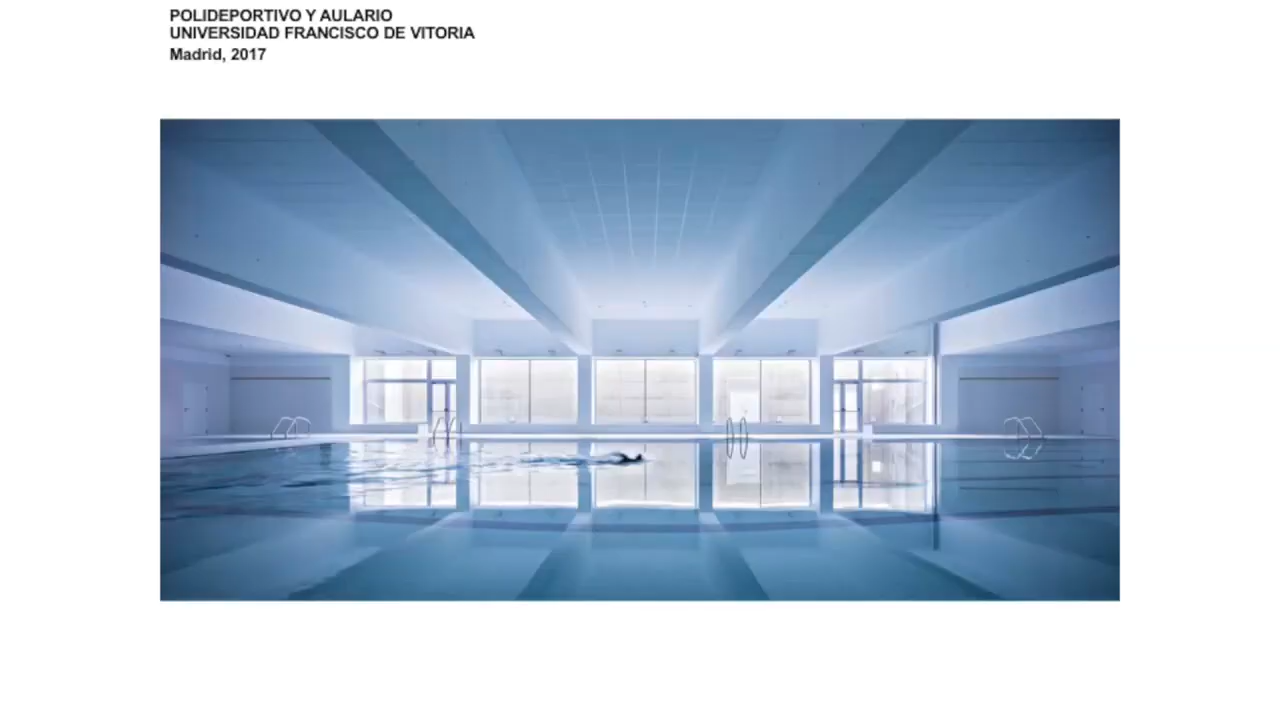 POLIDEPORTIVO Y AULARIO
UNIVERSIDAD FRANCISCO DE VITORIA
Madrid, 2017